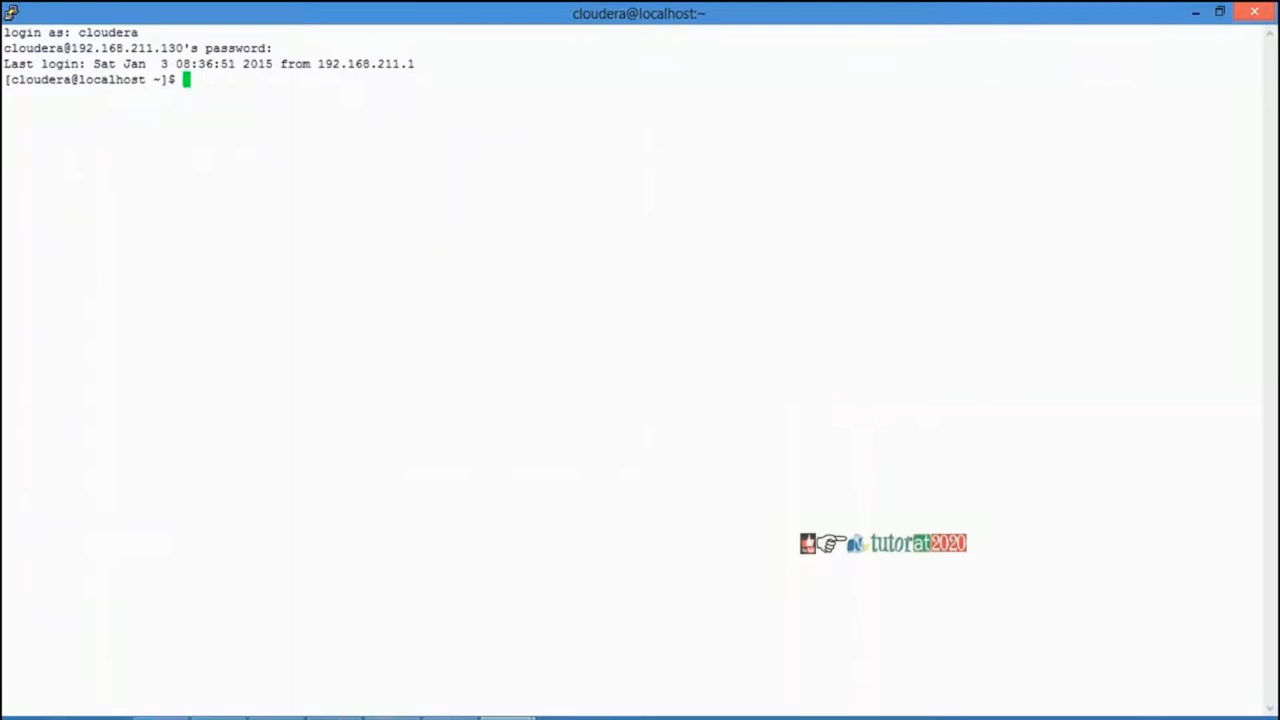 cloudera@localhost:~
login as: cloudera
cloudera@192.168.211.130's password:
Last login: Sat Jan  3 08:36:51 2015 from 192.168.211.1
[cloudera@localhost ~]$
tutorat2020